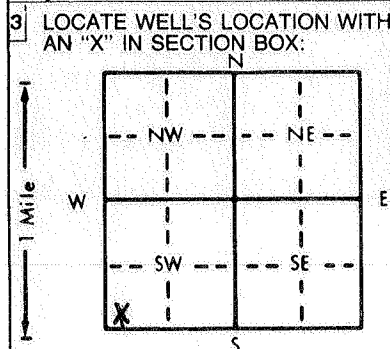 3 LOCATE WELL'S LOCATION WITH
AN "X" IN SECTION BOX:
N
NW NE
1 Mile
W E
SW SE
X
S